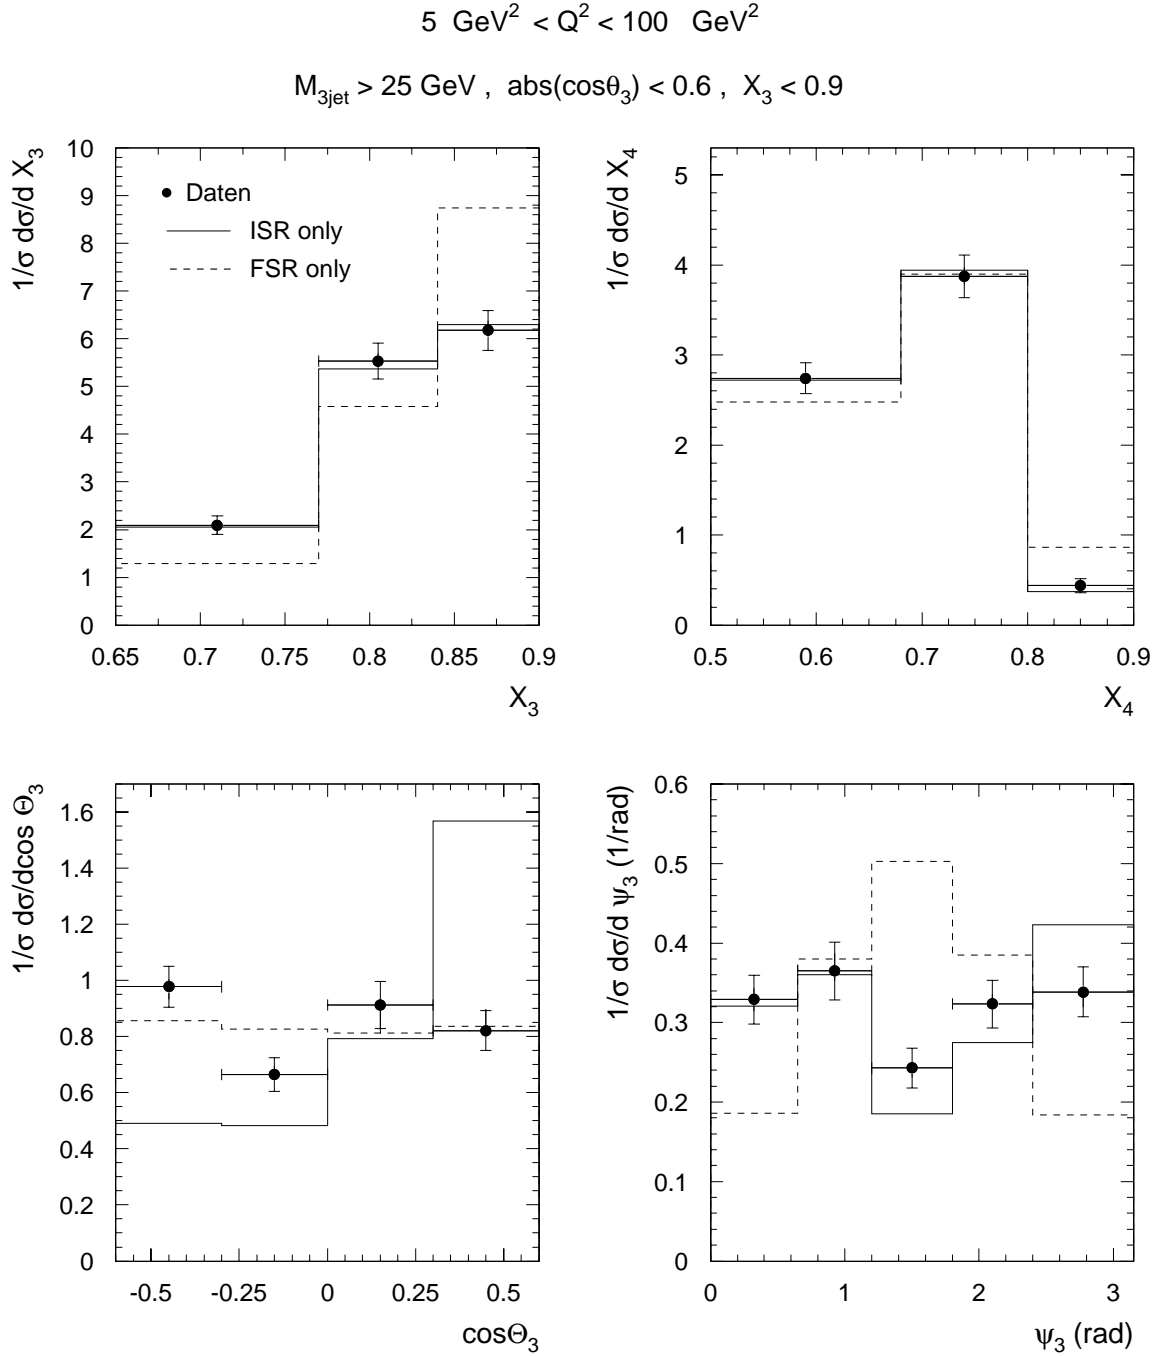 5 GeV² < Q² < 100 GeV²
M₃jet > 25 GeV , abs(cosθ₃) < 0.6 , X₃ < 0.9
1/σ dσ/d X₃
10
9
8
7
6
5
4
3
2
1
0
Daten
ISR only
FSR only
0.65 0.7 0.75 0.8 0.85 0.9
X₃
1/σ dσ/d X₄
5
4
3
2
1
0
0.5 0.6 0.7 0.8 0.9
X₄
1/σ dσ/dcos Θ₃
1.6
1.4
1.2
1
0.8
0.6
0.4
0.2
0
-0.5 -0.25 0 0.25 0.5
cosΘ₃
1/σ dσ/d ψ₃ (1/rad)
0.6
0.5
0.4
0.3
0.2
0.1
0
0 1 2 3
ψ₃ (rad)